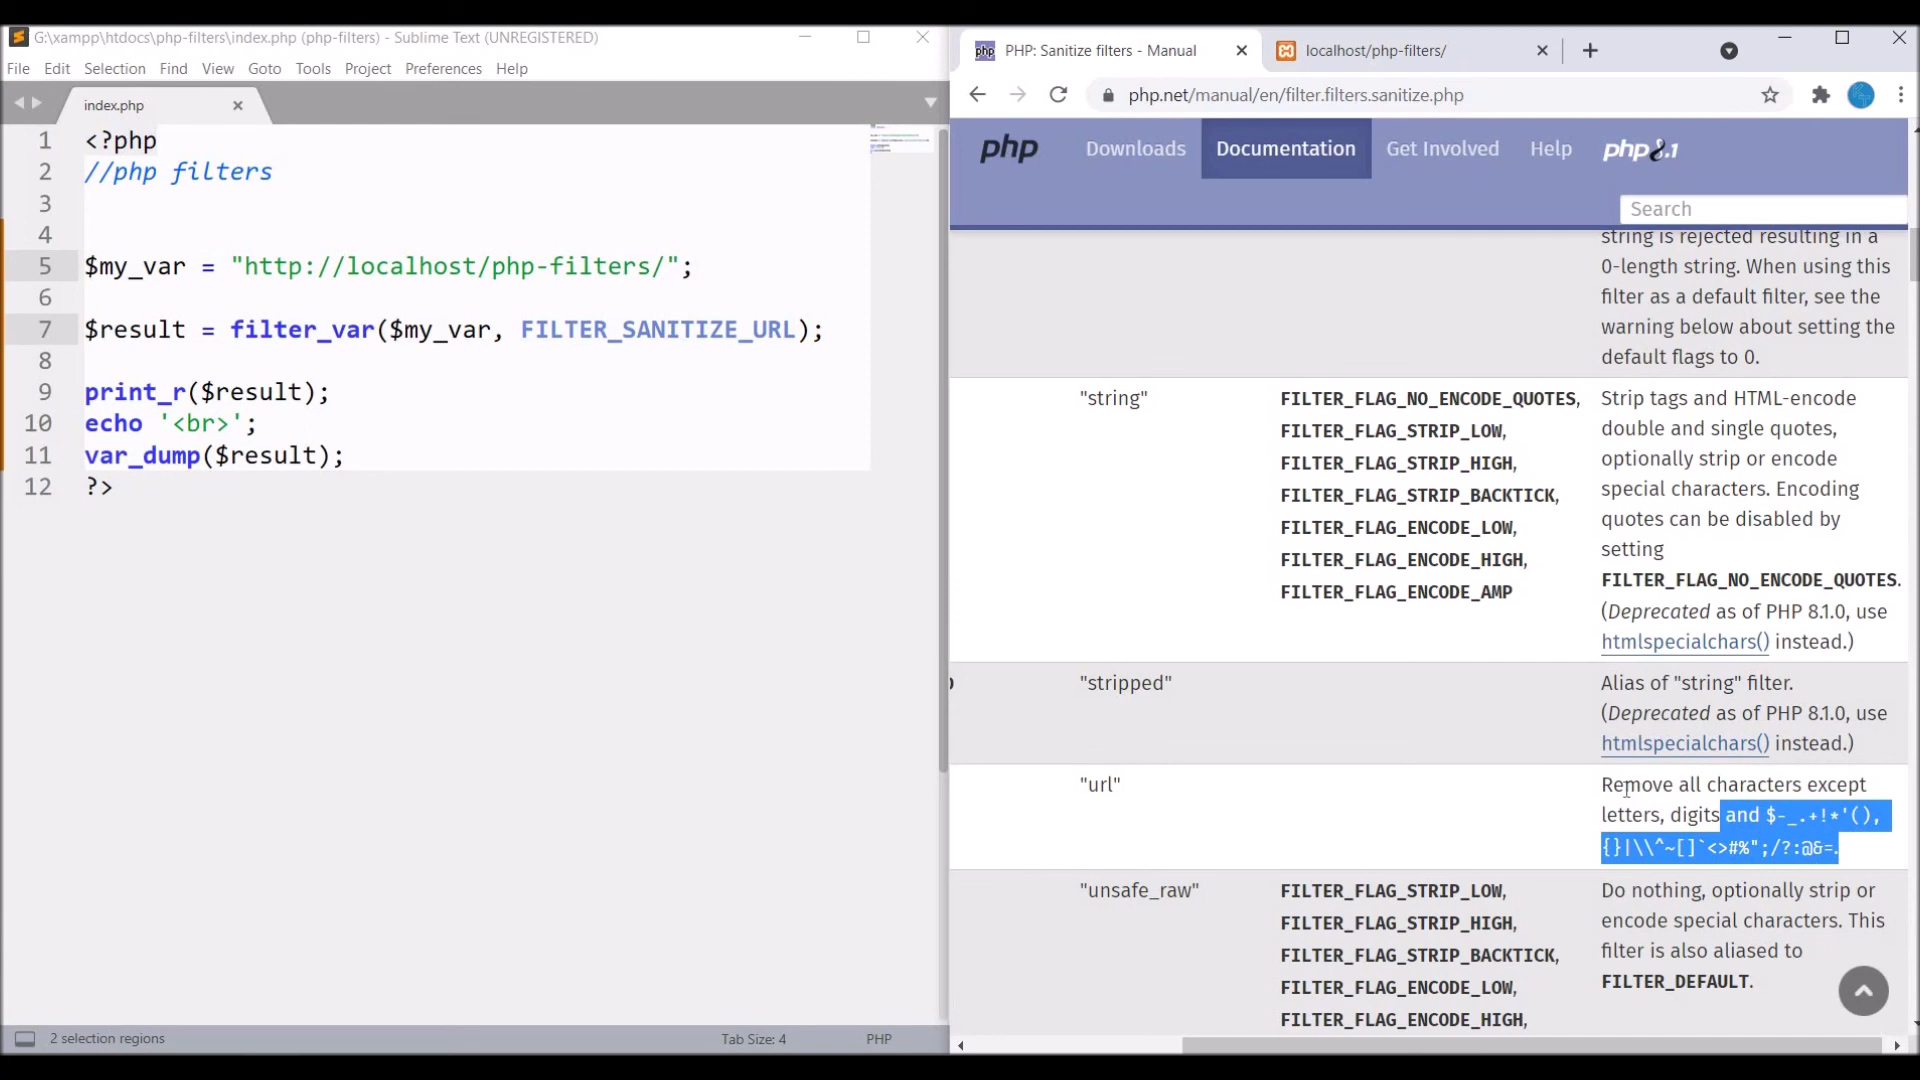 G:\xampp\htdocs\php-filters\index.php (php-filters) - Sublime Text (UNREGISTERED)
File Edit Selection Find View Goto Tools Project Preferences Help
index.php
1 <?php
2 //php filters
3
4
5 $my_var = "http://localhost/php-filters/";
6
7 $result = filter_var($my_var, FILTER_SANITIZE_URL);
8
9 print_r($result);
10 echo '<br>';
11 var_dump($result);
12 ?>
2 selection regions
Tab Size: 4
PHP
php PHP: Sanitize filters - Manual
localhost/php-filters/
php.net/manual/en/filter.filters.sanitize.php
php Downloads Documentation Get Involved Help php8.1
Search
string is rejected resulting in a
0-length string. When using this
filter as a default filter, see the
warning below about setting the
default flags to 0.
"string"
FILTER_FLAG_NO_ENCODE_QUOTES,
FILTER_FLAG_STRIP_LOW,
FILTER_FLAG_STRIP_HIGH,
FILTER_FLAG_STRIP_BACKTICK,
FILTER_FLAG_ENCODE_LOW,
FILTER_FLAG_ENCODE_HIGH,
FILTER_FLAG_ENCODE_AMP
Strip tags and HTML-encode
double and single quotes,
optionally strip or encode
special characters. Encoding
quotes can be disabled by
setting
FILTER_FLAG_NO_ENCODE_QUOTES.
(Deprecated as of PHP 8.1.0, use
htmlspecialchars() instead.)
"stripped"
Alias of "string" filter.
(Deprecated as of PHP 8.1.0, use
htmlspecialchars() instead.)
"url"
Remove all characters except
letters, digits and $-_.+!*'(),
{}|\\^~[]`<>#%";/?:@&=.
"unsafe_raw"
FILTER_FLAG_STRIP_LOW,
FILTER_FLAG_STRIP_HIGH,
FILTER_FLAG_STRIP_BACKTICK,
FILTER_FLAG_ENCODE_LOW,
FILTER_FLAG_ENCODE_HIGH,
Do nothing, optionally strip or
encode special characters. This
filter is also aliased to
FILTER_DEFAULT.